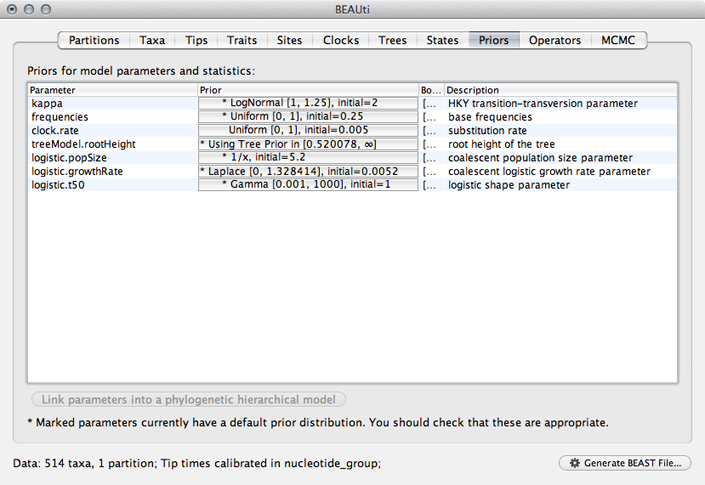 BEAUti
Partitions Taxa Tips Traits Sites Clocks Trees States Priors Operators MCMC
Priors for model parameters and statistics:
Parameter Prior Bo... Description
kappa * LogNormal [1, 1.25], initial=2 [... HKY transition-transversion parameter
frequencies * Uniform [0, 1], initial=0.25 [... base frequencies
clock.rate Uniform [0, 1], initial=0.005 [... substitution rate
treeModel.rootHeight * Using Tree Prior in [0.520078, ∞] [... root height of the tree
logistic.popSize * 1/x, initial=5.2 [... coalescent population size parameter
logistic.growthRate * Laplace [0, 1.328414], initial=0.0052 [... coalescent logistic growth rate parameter
logistic.t50 * Gamma [0.001, 1000], initial=1 [... logistic shape parameter
Link parameters into a phylogenetic hierarchical model
* Marked parameters currently have a default prior distribution. You should check that these are appropriate.
Data: 514 taxa, 1 partition; Tip times calibrated in nucleotide_group; Generate BEAST File...